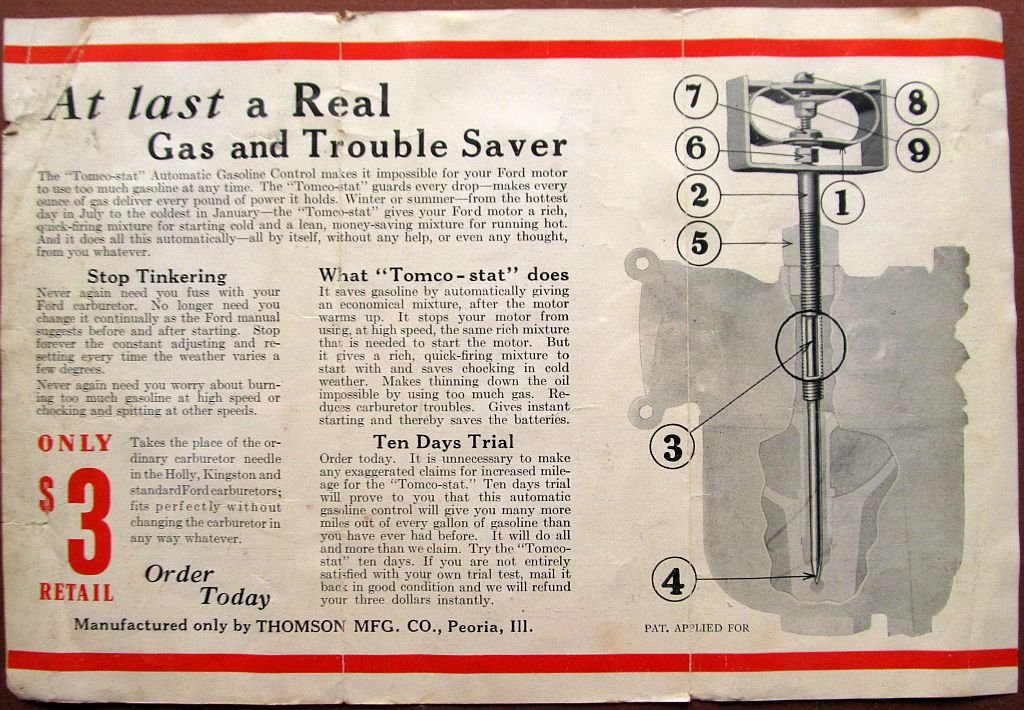 At last a Real
Gas and Trouble Saver
The "Tomco-stat" Automatic Gasoline Control makes it impossible for your Ford motor
to use too much gasoline at any time. The "Tomco-stat" guards every drop—makes every
ounce of gas deliver every pound of power it holds. Winter or summer—from the hottest
day in July to the coldest in January—the "Tomco-stat" gives your Ford motor a rich,
quick-firing mixture for starting cold and a lean, money-saving mixture for running hot.
And it does all this automatically—all by itself, without any help, or even any thought,
from you whatever.
Stop Tinkering
Never again need you fuss with your
Ford carburetor. No longer need you
change it continually as the Ford manual
suggests before and after starting. Stop
forever the constant adjusting and re-
setting every time the weather varies a
few degrees.
Never again need you worry about burn-
ing too much gasoline at high speed or
chocking and spitting at other speeds.
ONLY
$3
RETAIL
Takes the place of the or-
dinary carburetor needle
in the Holly, Kingston and
standard Ford carburetors;
fits perfectly without
changing the carburetor in
any way whatever.
Order
Today
What "Tomco-stat" does
It saves gasoline by automatically giving
an economical mixture, after the motor
warms up. It stops your motor from
using, at high speed, the same rich mixture
that is needed to start the motor. But
it gives a rich, quick-firing mixture to
start with and saves chocking in cold
weather. Makes thinning down the oil
impossible by using too much gas. Re-
duces carburetor troubles. Gives instant
starting and thereby saves the batteries.
Ten Days Trial
Order today. It is unnecessary to make
any exaggerated claims for increased mile-
age for the "Tomco-stat." Ten days trial
will prove to you that this automatic
gasoline control will give you many more
miles out of every gallon of gasoline than
you have ever had before. It will do all
and more than we claim. Try the "Tomco-
stat" ten days. If you are not entirely
satisfied with your own trial test, mail it
back in good condition and we will refund
your three dollars instantly.
Manufactured only by THOMSON MFG. CO., Peoria, Ill.
7
8
6
9
2
1
5
3
4
PAT. APPLIED FOR